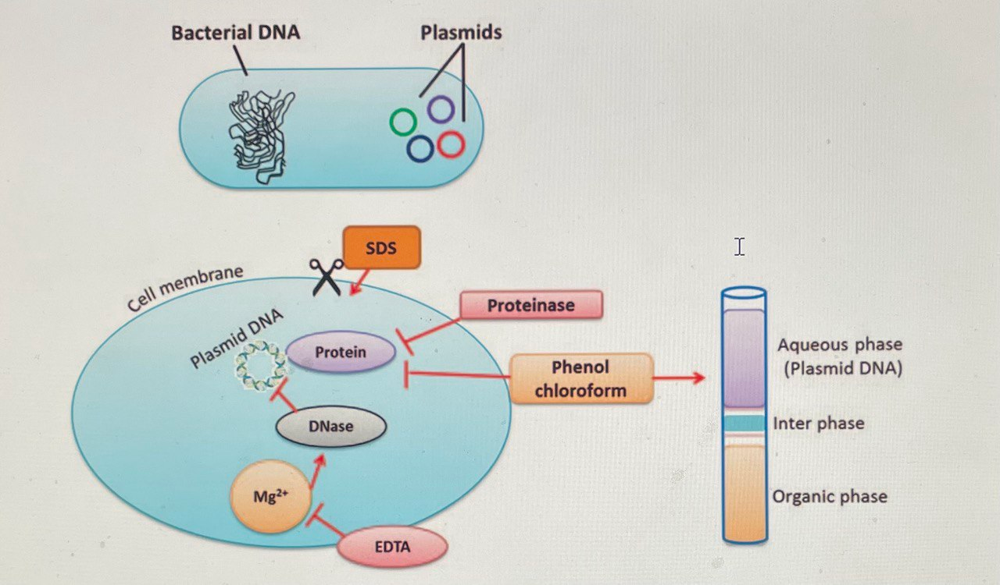 Bacterial DNA
Plasmids
SDS
Cell membrane
Proteinase
Plasmid DNA
Protein
Phenol
chloroform
Aqueous phase
(Plasmid DNA)
DNase
Inter phase
Mg²⁺
Organic phase
EDTA